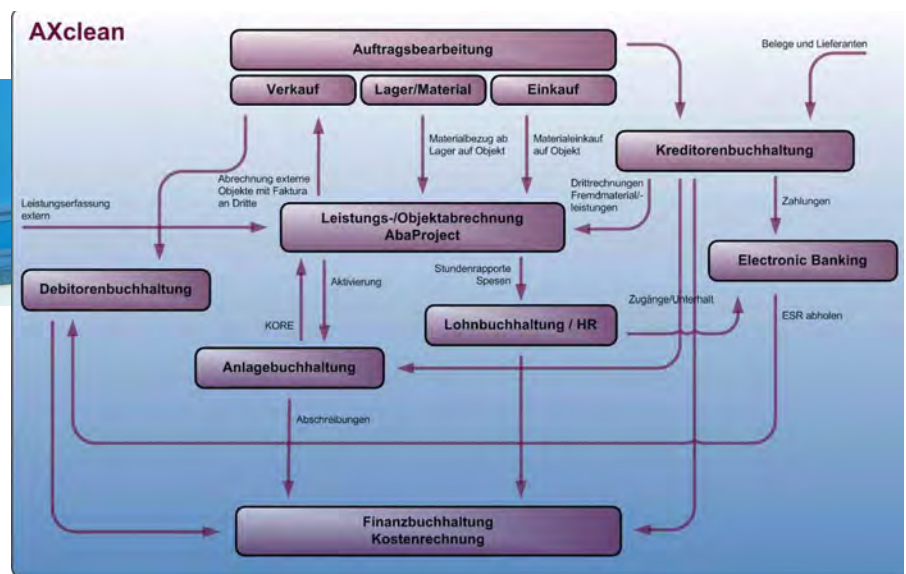 AXclean
Auftragsbearbeitung
Belege und Lieferanten
Verkauf
Lager/Material
Einkauf
Materialbezug ab
Lager auf Objekt
Materialeinkauf
auf Objekt
Kreditorenbuchhaltung
Abrechnung externe
Objekte mit Faktura
an Dritte
Drittrechnungen
Fremdmaterial/-
leistungen
Leistungserfassung
extern
Zahlungen
Leistungs-/Objektabrechnung
AbaProject
Electronic Banking
Stundenrapporte
Spesen
Debitorenbuchhaltung
Aktivierung
Zugänge/Unterhalt
ESR abholen
KORE
Lohnbuchhaltung / HR
Anlagebuchhaltung
Abschreibungen
Finanzbuchhaltung
Kostenrechnung